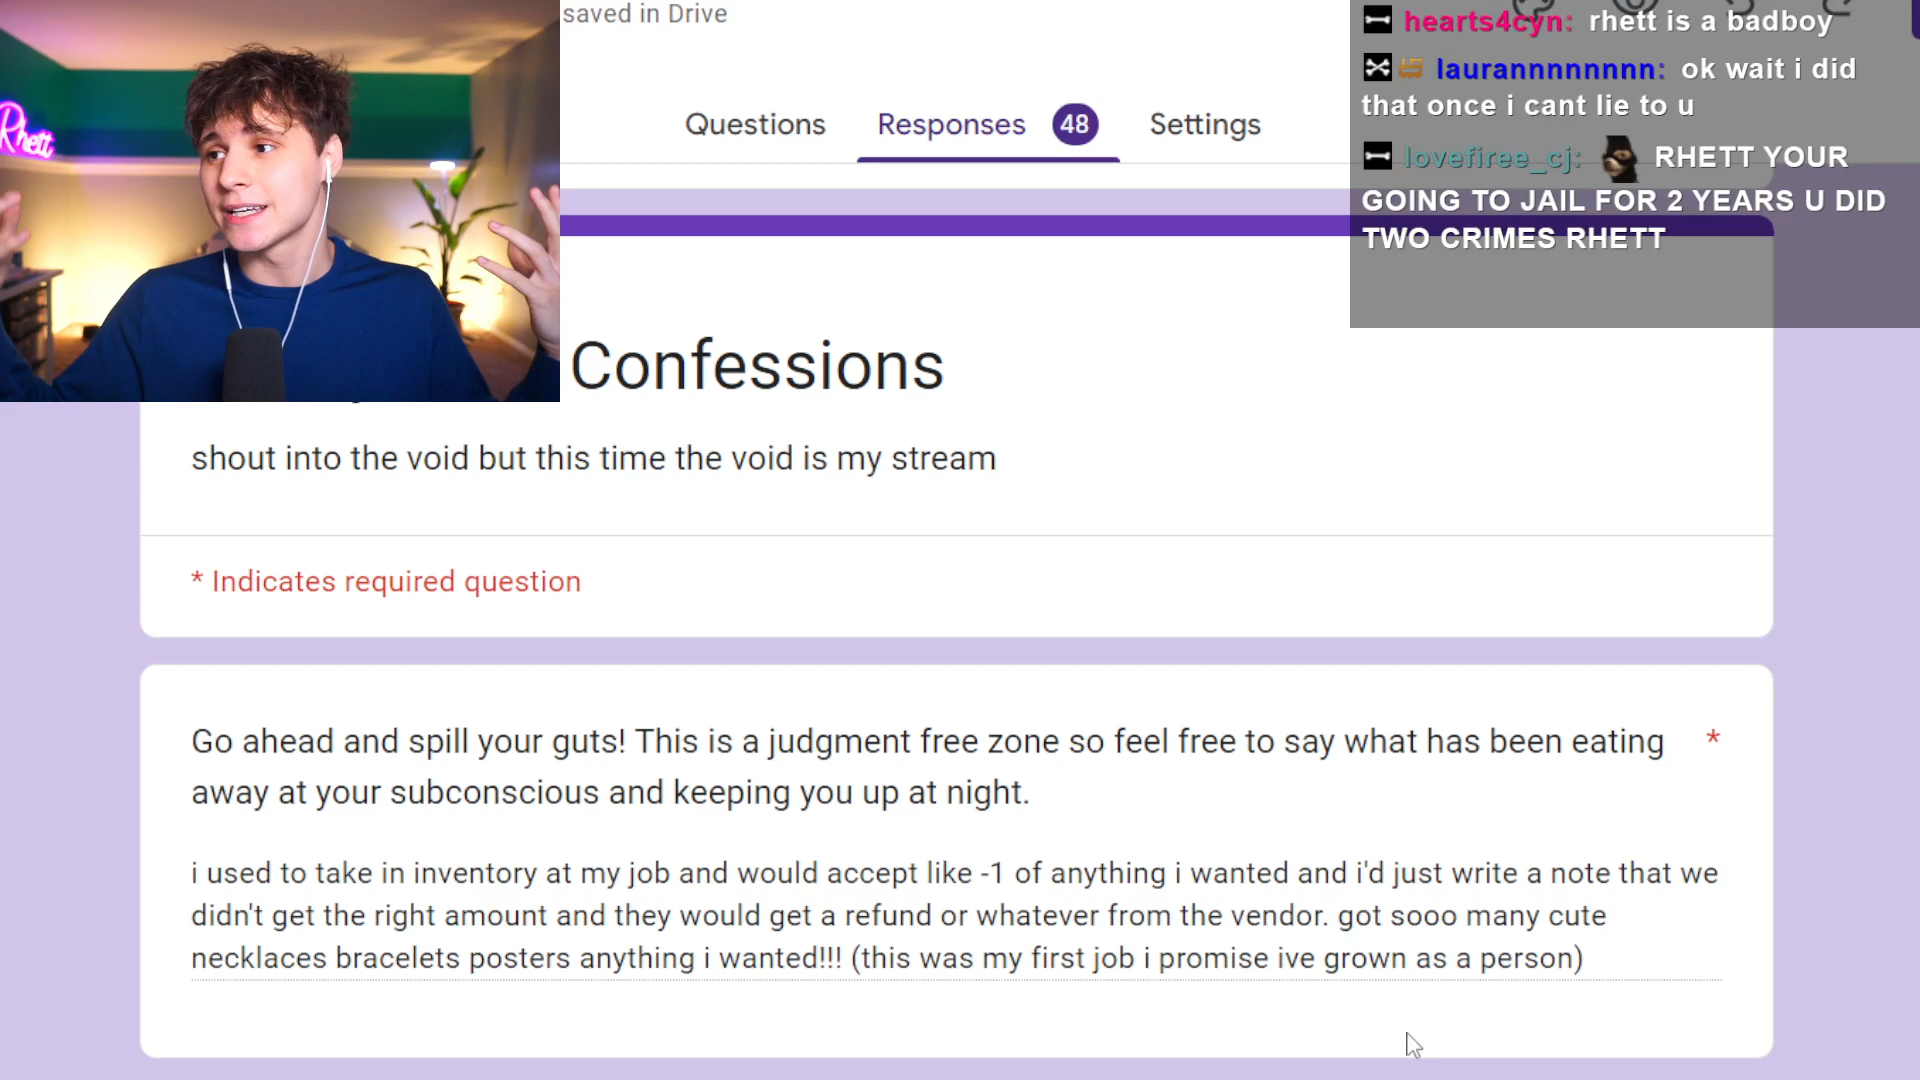 saved in Drive
Rhett
Questions
Responses 48
Settings
hearts4cyn: rhett is a badboy
laurannnnnnnn: ok wait i did
that once i cant lie to u
lovefiree_cj: RHETT YOUR
GOING TO JAIL FOR 2 YEARS U DID
TWO CRIMES RHETT
Confessions
shout into the void but this time the void is my stream
* Indicates required question
Go ahead and spill your guts! This is a judgment free zone so feel free to say what has been eating *
away at your subconscious and keeping you up at night.
i used to take in inventory at my job and would accept like -1 of anything i wanted and i'd just write a note that we
didn't get the right amount and they would get a refund or whatever from the vendor. got sooo many cute
necklaces bracelets posters anything i wanted!!! (this was my first job i promise ive grown as a person)